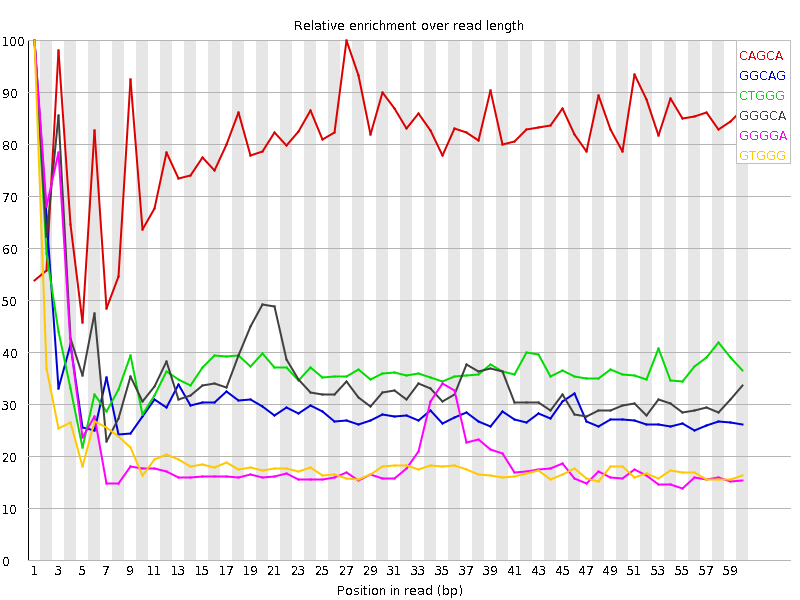 Relative enrichment over read length
100
90
80
70
60
50
40
30
20
10
0
CAGCA
GGCAG
CTGGG
GGGCA
GGGGA
GTGGG
1 3 5 7 9 11 13 15 17 19 21 23 25 27 29 31 33 35 37 39 41 43 45 47 49 51 53 55 57 59
Position in read (bp)